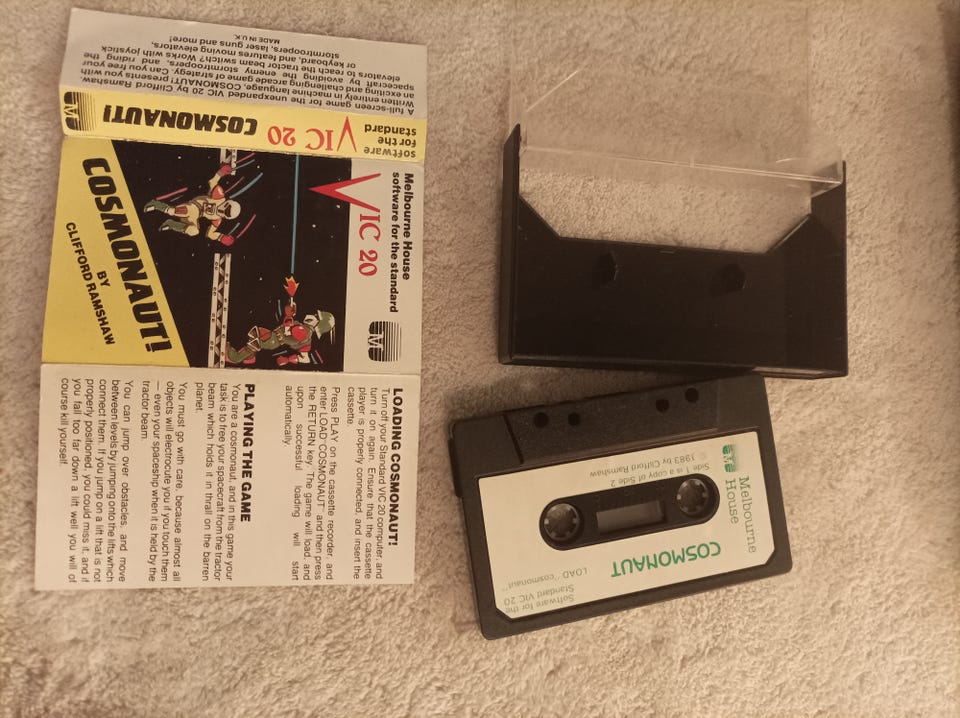 A full-screen game for the unexpanded VIC 20 by Clifford Ramshaw.
Written entirely in machine language, COSMONAUT! presents you with
an exciting and challenging arcade game of strategy. Can you free your
spacecraft by avoiding the enemy stormtroopers, and riding the
elevators to reach the tractor beam switch? Works with joystick
or keyboard, and features moving elevators,
stormtroopers, laser guns and more!
MADE IN U.K.
software
for the
standard
VIC 20
COSMONAUT!
Melbourne House
software for the standard
VIC 20
COSMONAUT!
BY
CLIFFORD RAMSHAW
LOADING COSMONAUT!
Turn off your Standard VIC 20 computer, and
turn it on again. Ensure that the cassette
player is properly connected, and insert the
cassette.
Press PLAY on the cassette recorder, and
enter LOAD "COSMONAUT" and then press
the RETURN key. The game will load, and
upon successful loading will start
automatically.
PLAYING THE GAME
You are a cosmonaut, and in this game your
task is to free your spacecraft from the tractor
beam which holds it in thrall on the barren
planet.
You must go with care, because almost all
objects will electrocute you if you touch them
— even your spaceship when it is held by the
tractor beam.
You can jump over obstacles, and move
between levels by jumping onto the lifts which
connect them. If you jump on a lift that is not
properly positioned, you could miss it, and if
you fall too far down a lift well you will of
course kill yourself.
Melbourne
House
Side 1 is a copy of Side 2
1983 by Clifford Ramshaw
COSMONAUT
LOAD "cosmonaut"
Software for the
Standard VIC 20